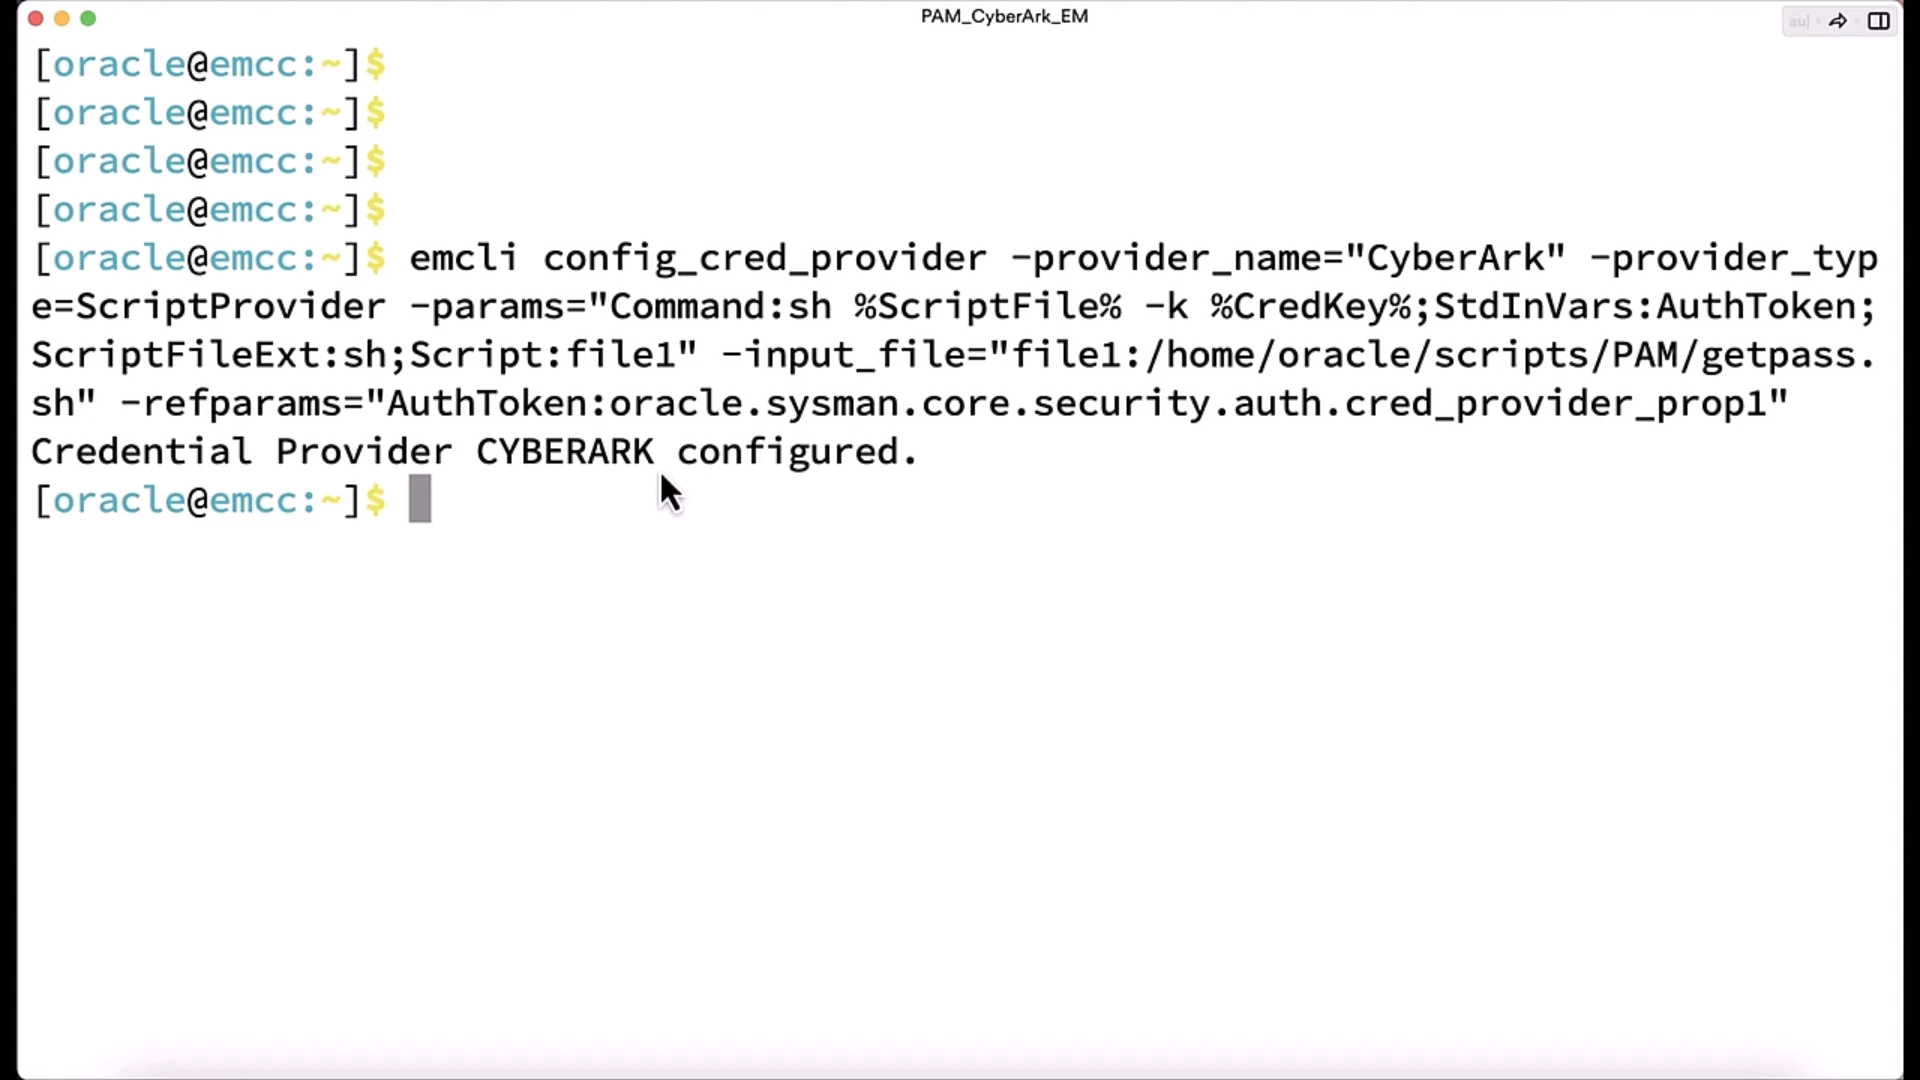 PAM_CyberArk_EM
au|
[oracle@emcc:~]$
[oracle@emcc:~]$
[oracle@emcc:~]$
[oracle@emcc:~]$
[oracle@emcc:~]$ emcli config_cred_provider -provider_name="CyberArk" -provider_typ
e=ScriptProvider -params="Command:sh %ScriptFile% -k %CredKey%;StdInVars:AuthToken;
ScriptFileExt:sh;Script:file1" -input_file="file1:/home/oracle/scripts/PAM/getpass.
sh" -refparams="AuthToken:oracle.sysman.core.security.auth.cred_provider_prop1"
Credential Provider CYBERARK configured.
[oracle@emcc:~]$